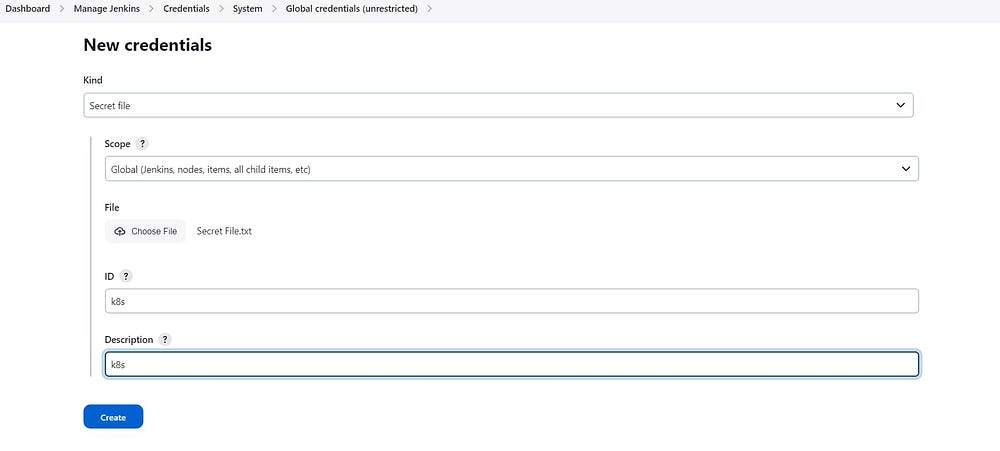 Dashboard > Manage Jenkins > Credentials > System > Global credentials (unrestricted) >
New credentials
Kind
Secret file
Scope ?
Global (Jenkins, nodes, items, all child items, etc)
File
Choose File Secret File.txt
ID ?
k8s
Description ?
k8s
Create